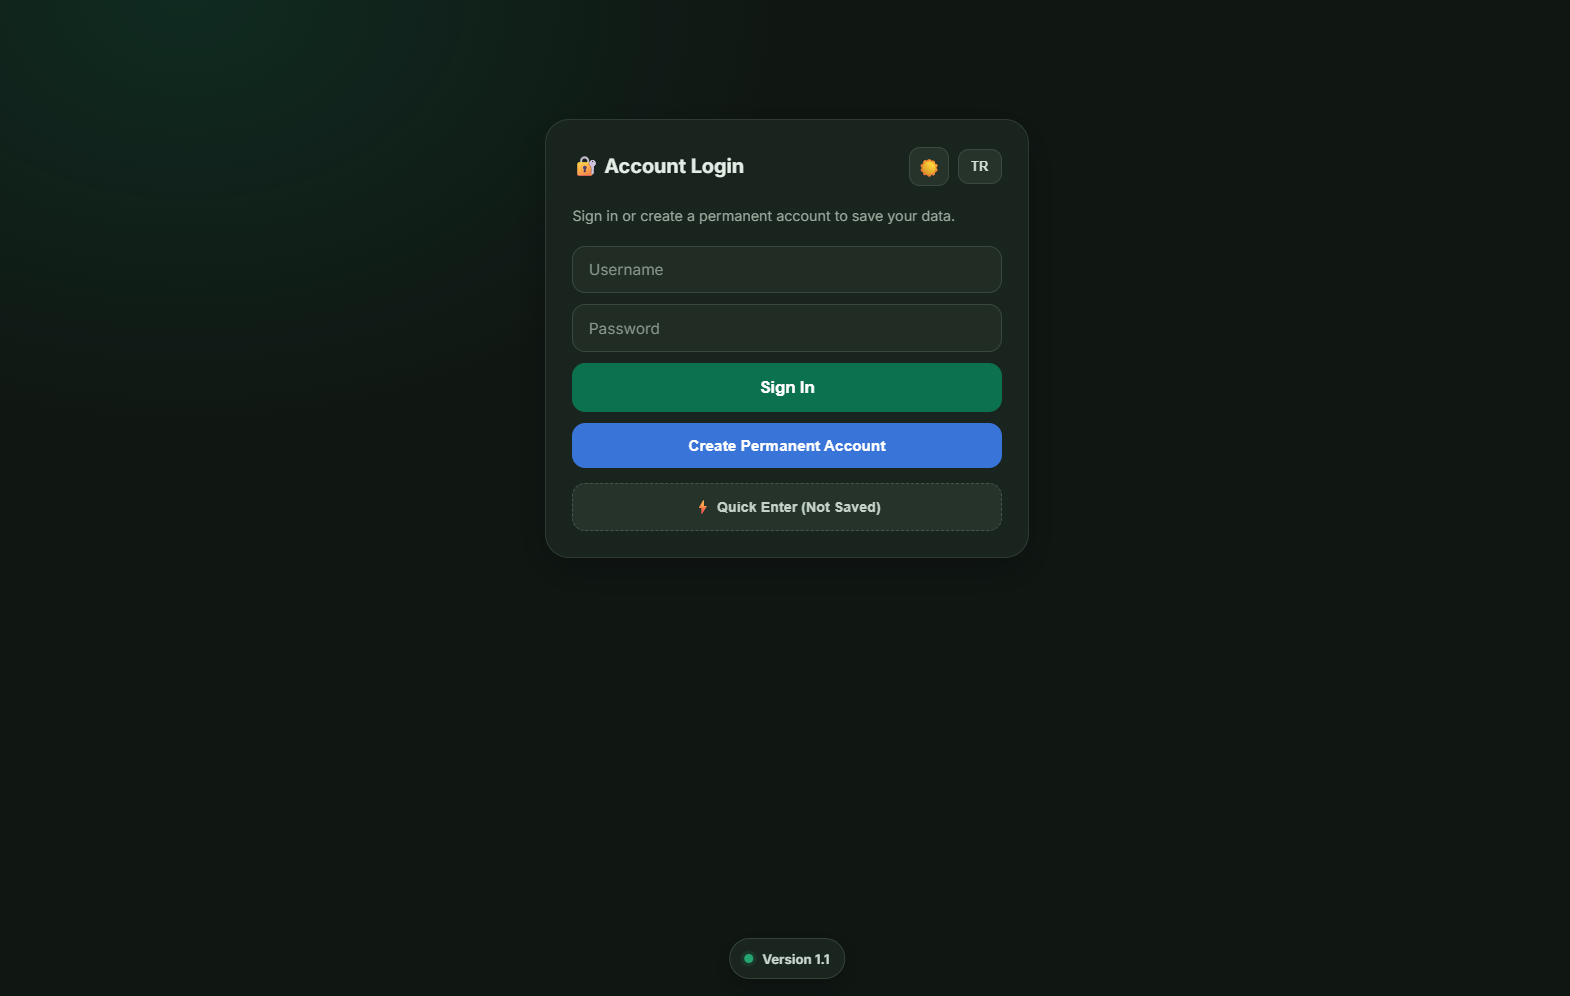 Account Login
TR
Sign in or create a permanent account to save your data.
Username
Password
Sign In
Create Permanent Account
Quick Enter (Not Saved)
Version 1.1